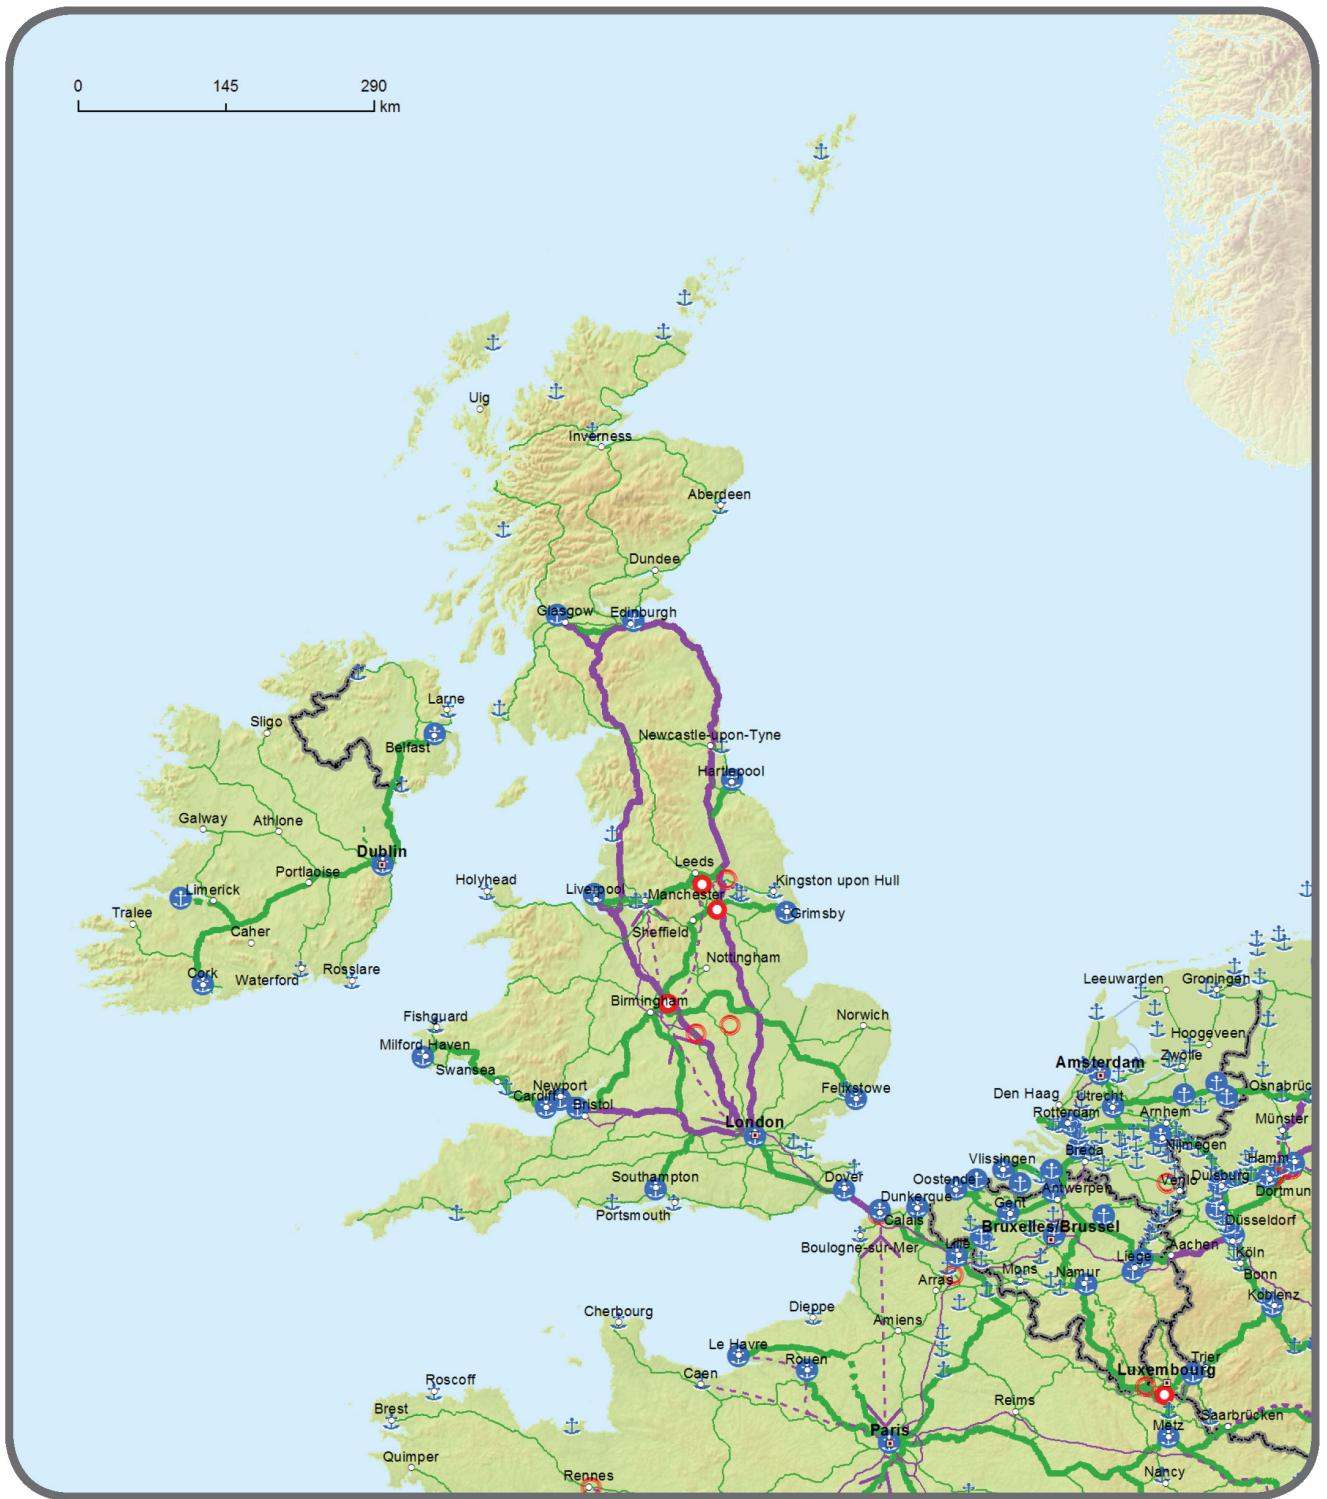 0 145 290
km
Uig
Inverness
Aberdeen
Dundee
Glasgow
Edinburgh
Larne
Sligo
Belfast
Newcastle-upon-Tyne
Hartlepool
Galway
Athlone
Dublin
Portlaoise
Leeds
Limerick
Holyhead
Liverpool
Manchester
Kingston upon Hull
Tralee
Grimsby
Caher
Sheffield
Cork
Waterford
Rosslare
Nottingham
Leeuwarden
Groningen
Birmingham
Fishguard
Norwich
Hoogeveen
Milford Haven
Zwolle
Swansea
Amsterdam
Newport
Cardiff
Bristol
Felixstowe
Den Haag
Utrecht
Osnabrüc
Rotterdam
Arnhem
London
Münster
Nijmegen
Breda
Vlissingen
Hamm
Southampton
Dover
Oostende
Antwerpen
Venlo
Duisburg
Dortmun
Portsmouth
Dunkerque
Gent
Calais
Bruxelles/Brussel
Düsseldorf
Boulogne-sur-Mer
Lille
Liège
Aachen
Köln
Arras
Mons
Namur
Bonn
Koblenz
Cherbourg
Dieppe
Amiens
Le Havre
Rouen
Trier
Caen
Luxembourg
Roscoff
Reims
Brest
Saarbrücken
Paris
Metz
Quimper
Rennes
Nancy